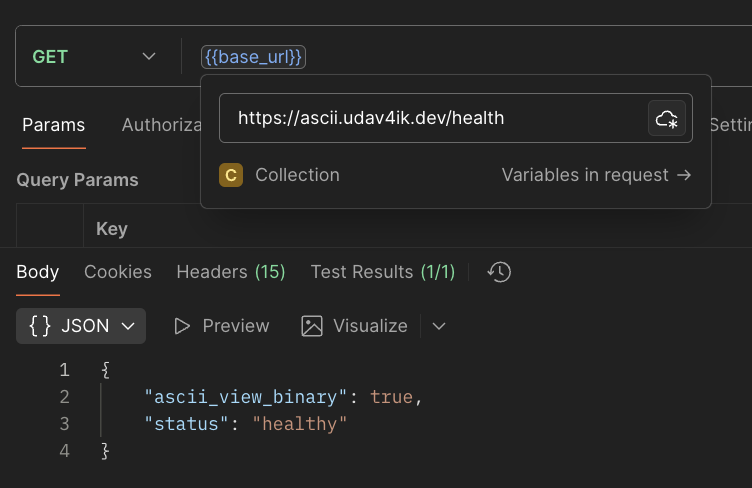 GET {{base_url}}
https://ascii.udav4ik.dev/health
Params Authoriza Settin
C Collection Variables in request →
Query Params
Key
Body Cookies Headers (15) Test Results (1/1)
{} JSON Preview Visualize
1 {
2 "ascii_view_binary": true,
3 "status": "healthy"
4 }